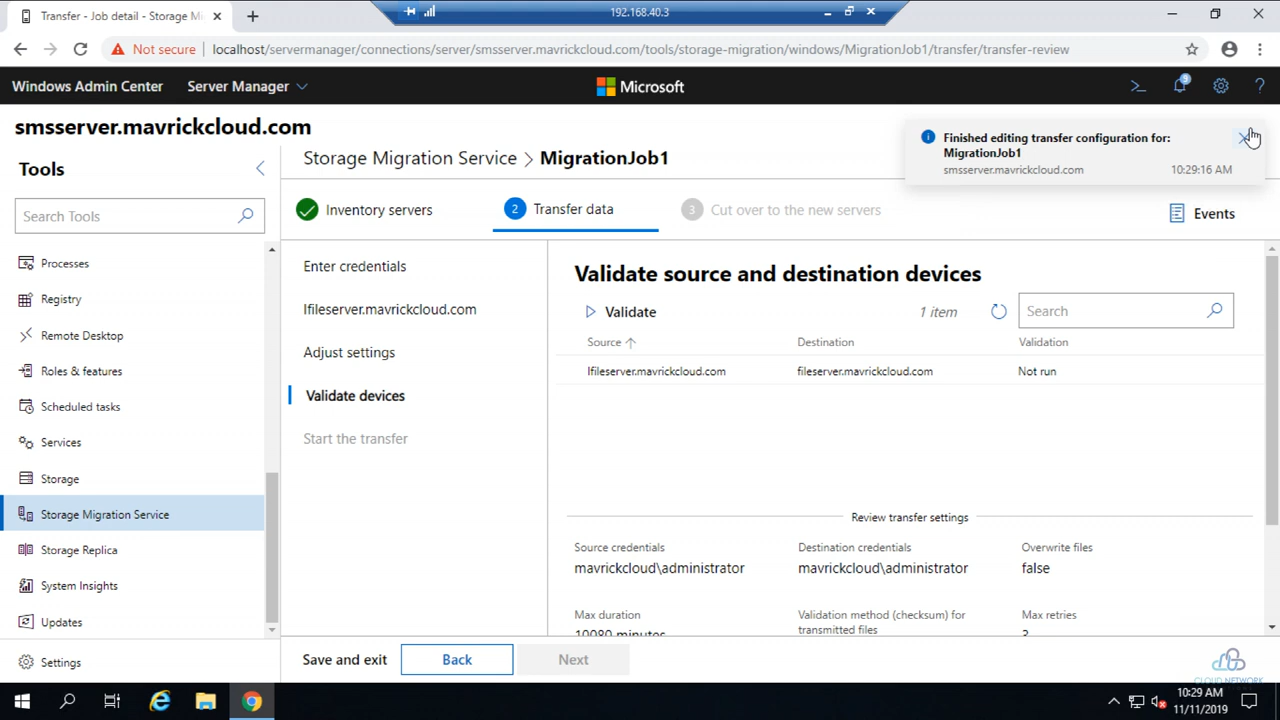 Transfer - Job detail - Storage Mi
192.168.40.3
Not secure
localhost/servermanager/connections/server/smsserver.mavrickcloud.com/tools/storage-migration/windows/MigrationJob1/transfer/transfer-review
Windows Admin Center
Server Manager
Microsoft
9
smsserver.mavrickcloud.com
Finished editing transfer configuration for:
MigrationJob1
smsserver.mavrickcloud.com
10:29:16 AM
Tools
Search Tools
Processes
Registry
Remote Desktop
Roles & features
Scheduled tasks
Services
Storage
Storage Migration Service
Storage Replica
System Insights
Updates
Settings
Storage Migration Service > MigrationJob1
Inventory servers
2 Transfer data
3 Cut over to the new servers
Events
Enter credentials
lfileserver.mavrickcloud.com
Adjust settings
Validate devices
Start the transfer
Validate source and destination devices
Validate
1 item
Search
Source
Destination
Validation
lfileserver.mavrickcloud.com
fileserver.mavrickcloud.com
Not run
Review transfer settings
Source credentials
mavrickcloud\administrator
Destination credentials
mavrickcloud\administrator
Overwrite files
false
Max duration
10080 minutes
Validation method (checksum) for
transmitted files
Max retries
3
Save and exit
Back
Next
CLOUD NETWORK
10:29 AM
11/11/2019